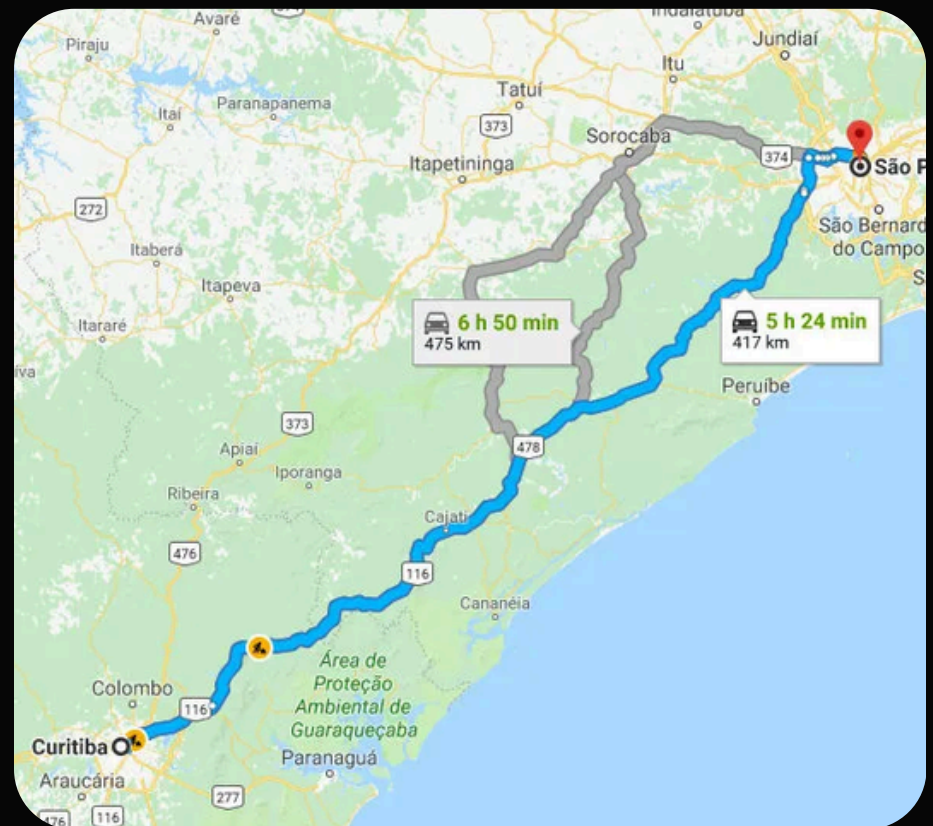 Avaré
Indaiatuba
Piraju
Jundiaí
Itu
Tatuí
Itaí
Paranapanema
373
Sorocaba
Itapetininga
374
São P
272
São Bernard
do Campo
Itaberá
Itapeva
S
6 h 50 min
475 km
5 h 24 min
417 km
Itararé
íva
Peruíbe
373
478
Apiaí
Iporanga
Ribeira
Cajati
476
116
Cananéia
Área de
Proteção
Ambiental de
Guaraqueçaba
Colombo
116
Curitiba
Paranaguá
Araucária
277
476
116